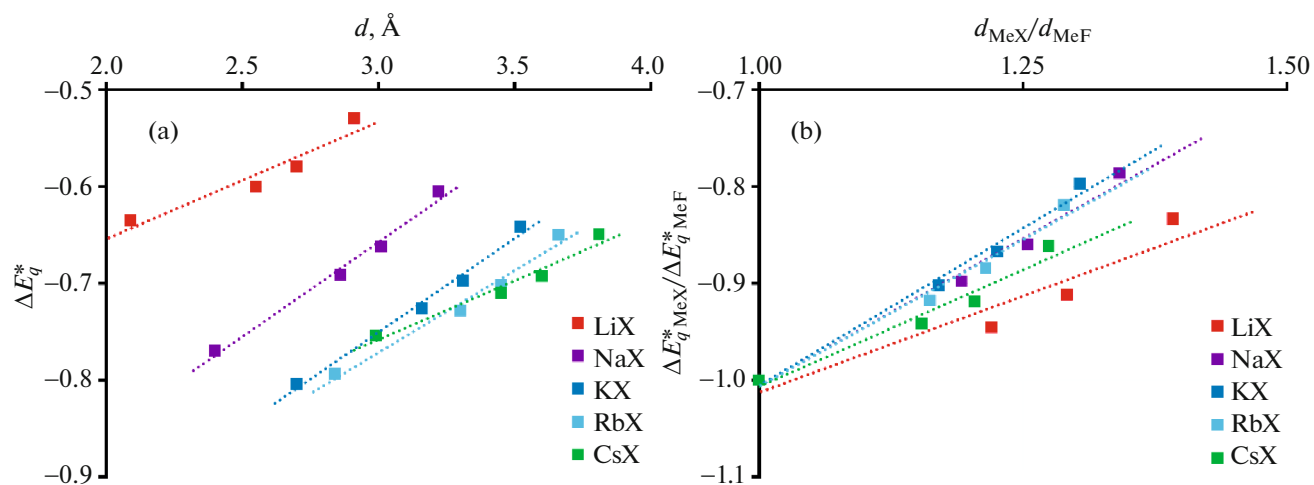 d, Å
2.0 2.5 3.0 3.5 4.0
−0.5
−0.6
−0.7
−0.8
−0.9
ΔE*q
(a)
LiX
NaX
KX
RbX
CsX
dMeX/dMeF
1.00 1.25 1.50
−0.7
−0.8
−0.9
−1.0
−1.1
ΔE*q MeX/ΔE*q MeF
(b)
LiX
NaX
KX
RbX
CsX